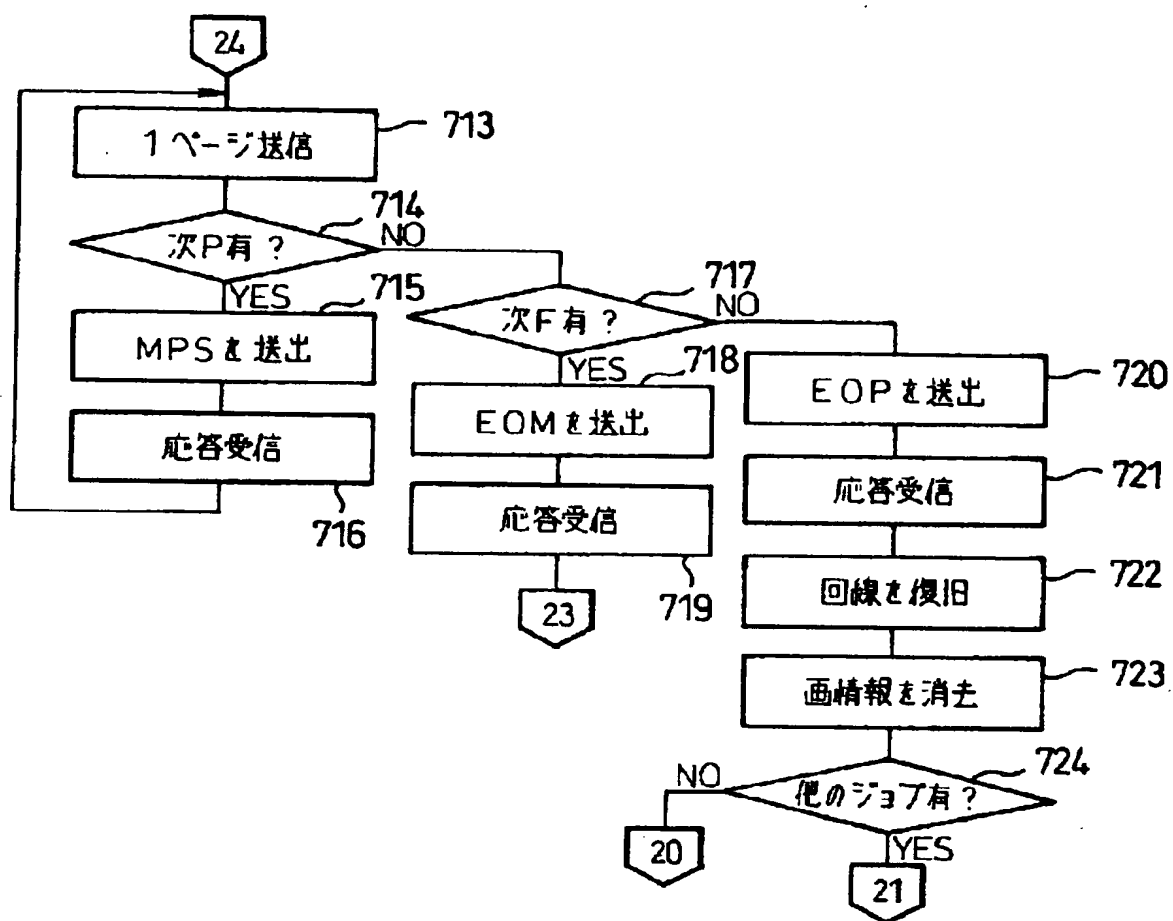 24
1ページ送信
713
次P有?
714
NO
YES
MPSを送出
715
応答受信
716
次F有?
717
NO
YES
EOMを送出
718
応答受信
719
23
EOPを送出
720
応答受信
721
回線を復旧
722
画情報を消去
723
他のジョブ有?
724
NO
20
YES
21